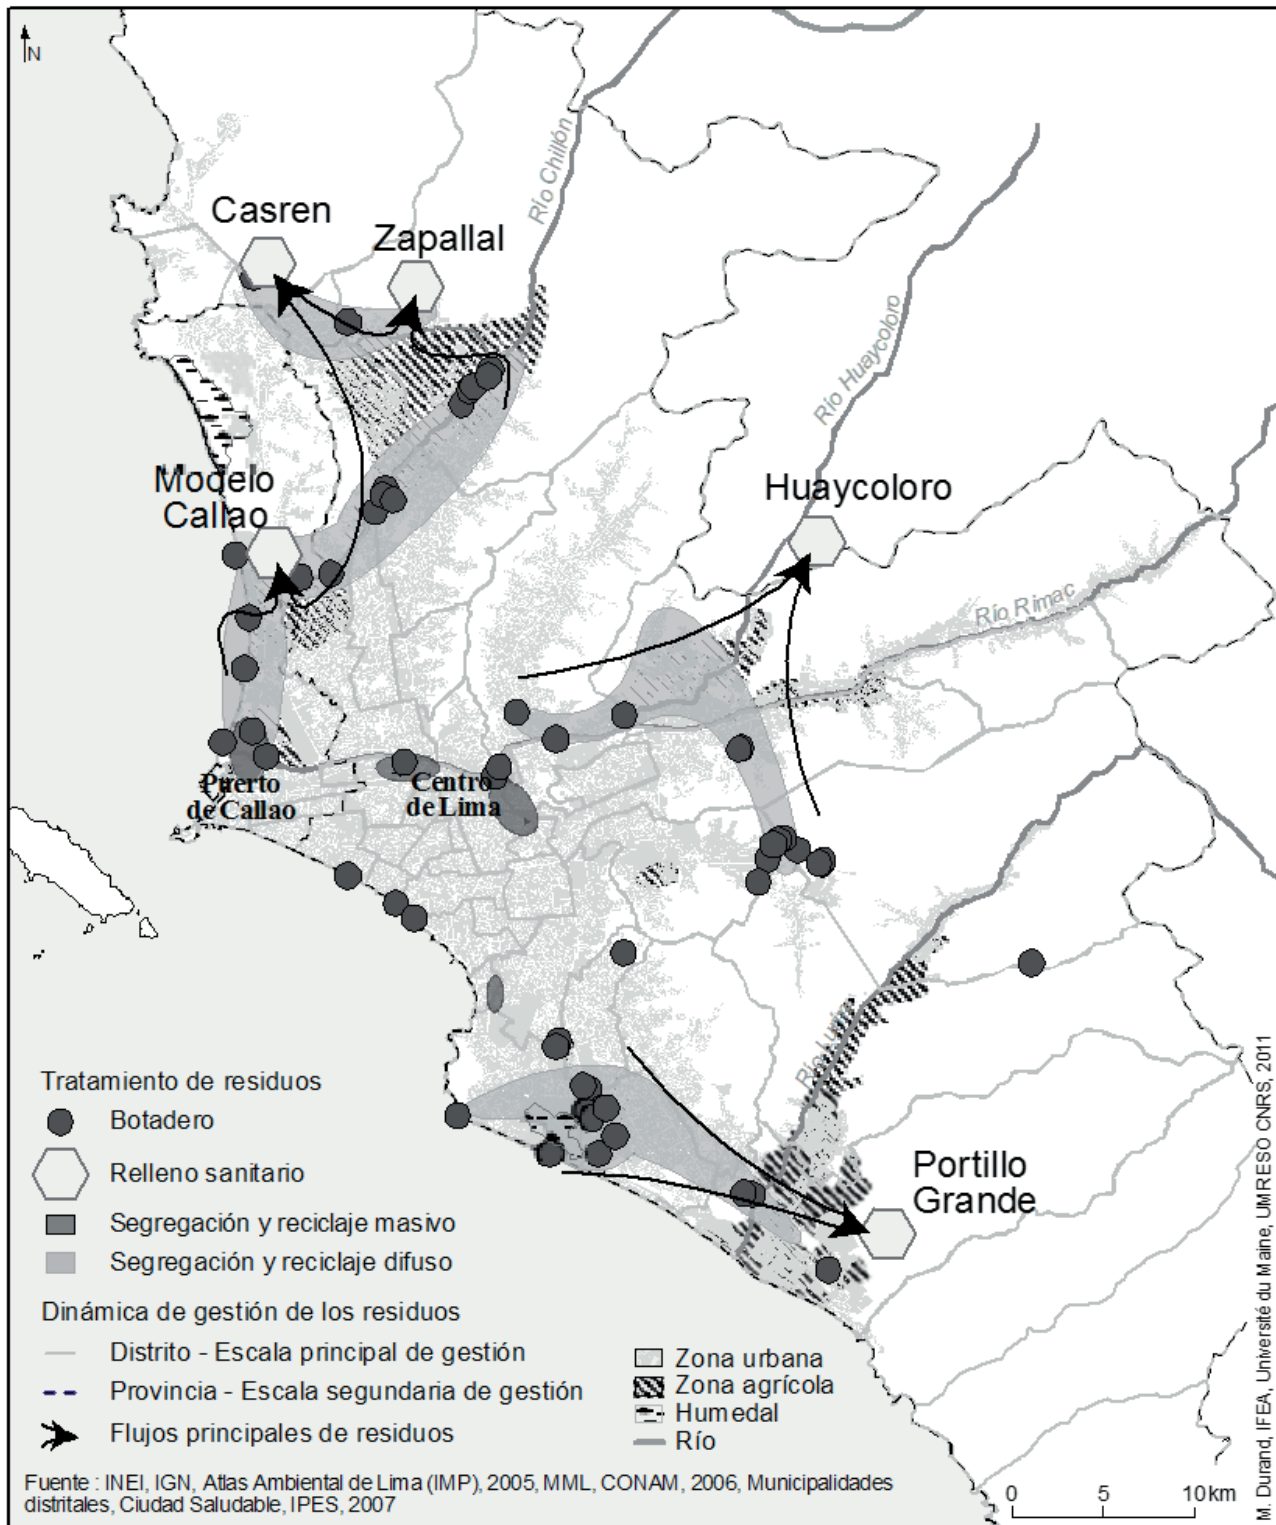 N
Casren
Zapallal
Río Chillón
Río Huaycoloro
Modelo
Callao
Huaycoloro
Río Rimac
Puerto
de Callao
Centro
de Lima
Río Lurín
Portillo
Grande
Tratamiento de residuos
Botadero
Relleno sanitario
Segregación y reciclaje masivo
Segregación y reciclaje difuso
Dinámica de gestión de los residuos
Distrito - Escala principal de gestión
Provincia - Escala segundaria de gestión
Flujos principales de residuos
Zona urbana
Zona agrícola
Humedal
Río
Fuente : INEI, IGN, Atlas Ambiental de Lima (IMP), 2005, MML, CONAM, 2006, Municipalidades
distritales, Ciudad Saludable, IPES, 2007
0 5 10 km
M. Durand, IFEA, Université du Maine, UMRESO CNRS, 2011